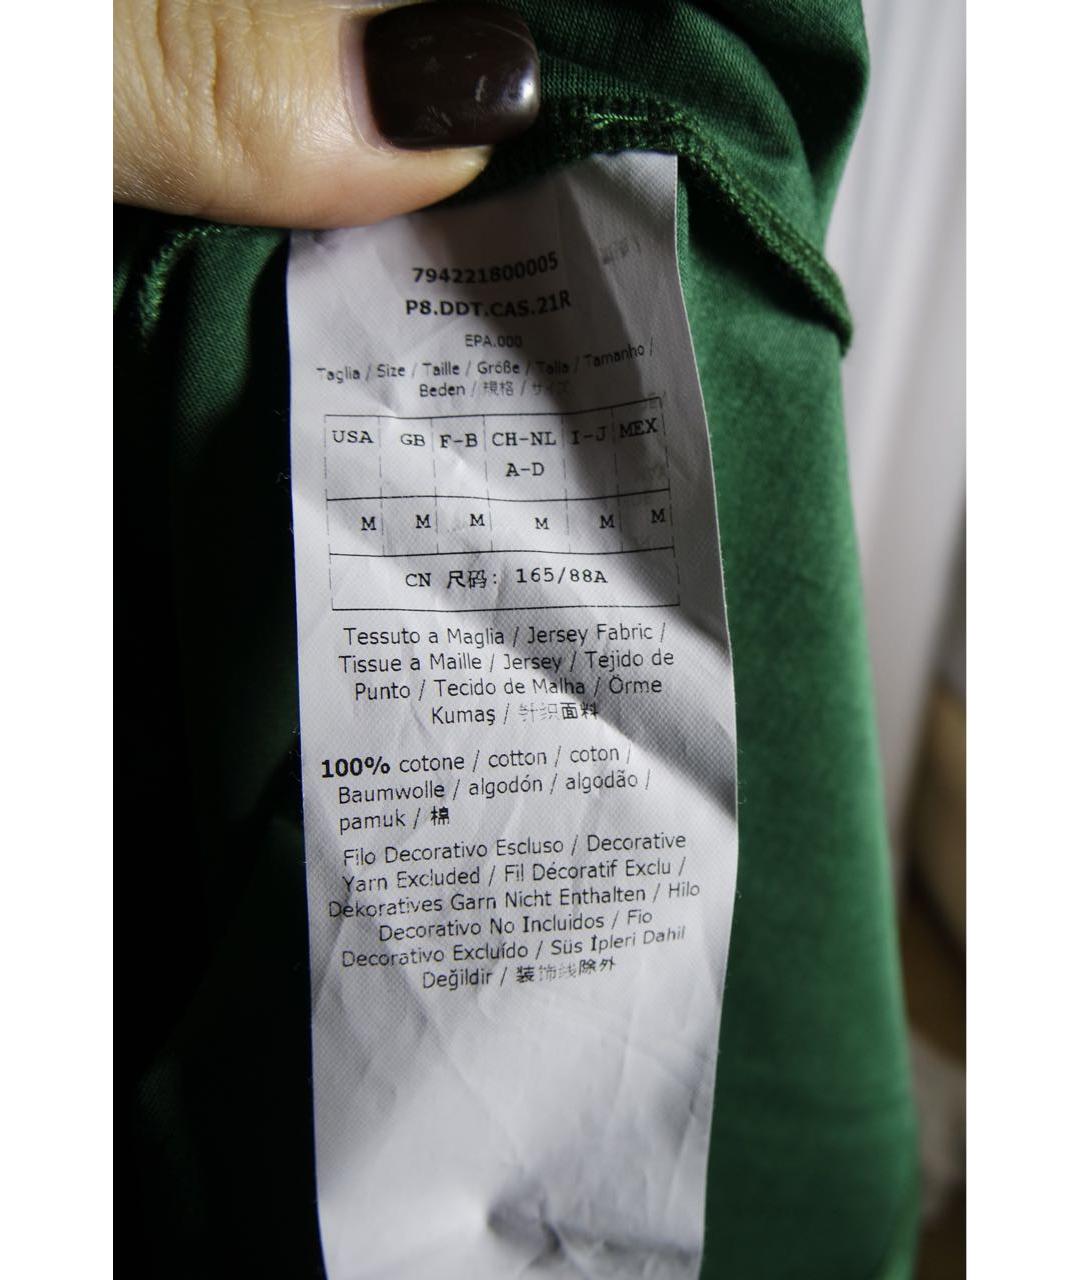 794221800005
P8.DDT.CAS.21R
EPA.000
Taglia / Size / Taille / Größe / Talla / Tamanho /
Beden / 規格 / サイズ
USA GB F-B CH-NL I-J MEX
A-D
M M M M M M
CN 尺码: 165/88A
Tessuto a Maglia / Jersey Fabric /
Tissue a Maille / Jersey / Tejido de
Punto / Tecido de Malha / Örme
Kumaş / 针织面料
100% cotone / cotton / coton /
Baumwolle / algodón / algodão /
pamuk / 棉
Filo Decorativo Escluso / Decorative
Yarn Excluded / Fil Décoratif Exclu /
Dekoratives Garn Nicht Enthalten / Hilo
Decorativo No Incluidos / Fio
Decorativo Excluído / Süs İpleri Dahil
Değildir / 装饰线除外